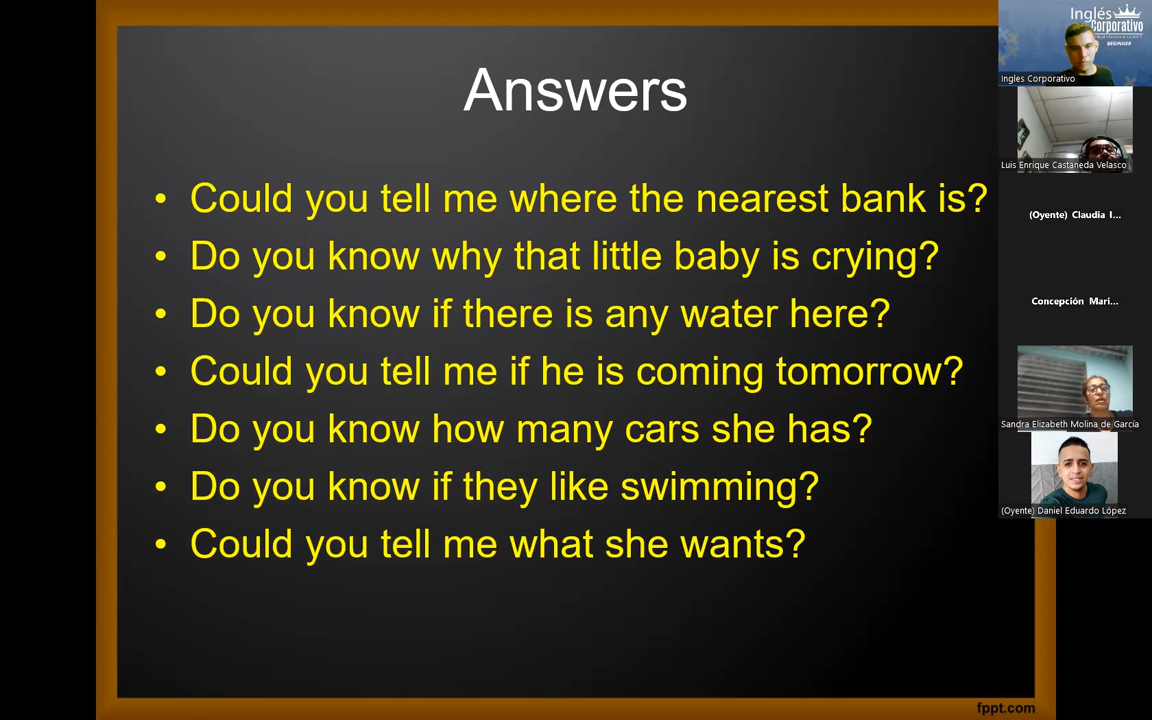 Answers
• Could you tell me where the nearest bank is?
• Do you know why that little baby is crying?
• Do you know if there is any water here?
• Could you tell me if he is coming tomorrow?
• Do you know how many cars she has?
• Do you know if they like swimming?
• Could you tell me what she wants?
fppt.com
Inglés
Corporativo
BEGINNER
Ingles Corporativo
Luis Enrique Castaneda Velasco
(Oyente) Claudia I...
Concepción Mari...
Sandra Elizabeth Molina de García
(Oyente) Daniel Eduardo López